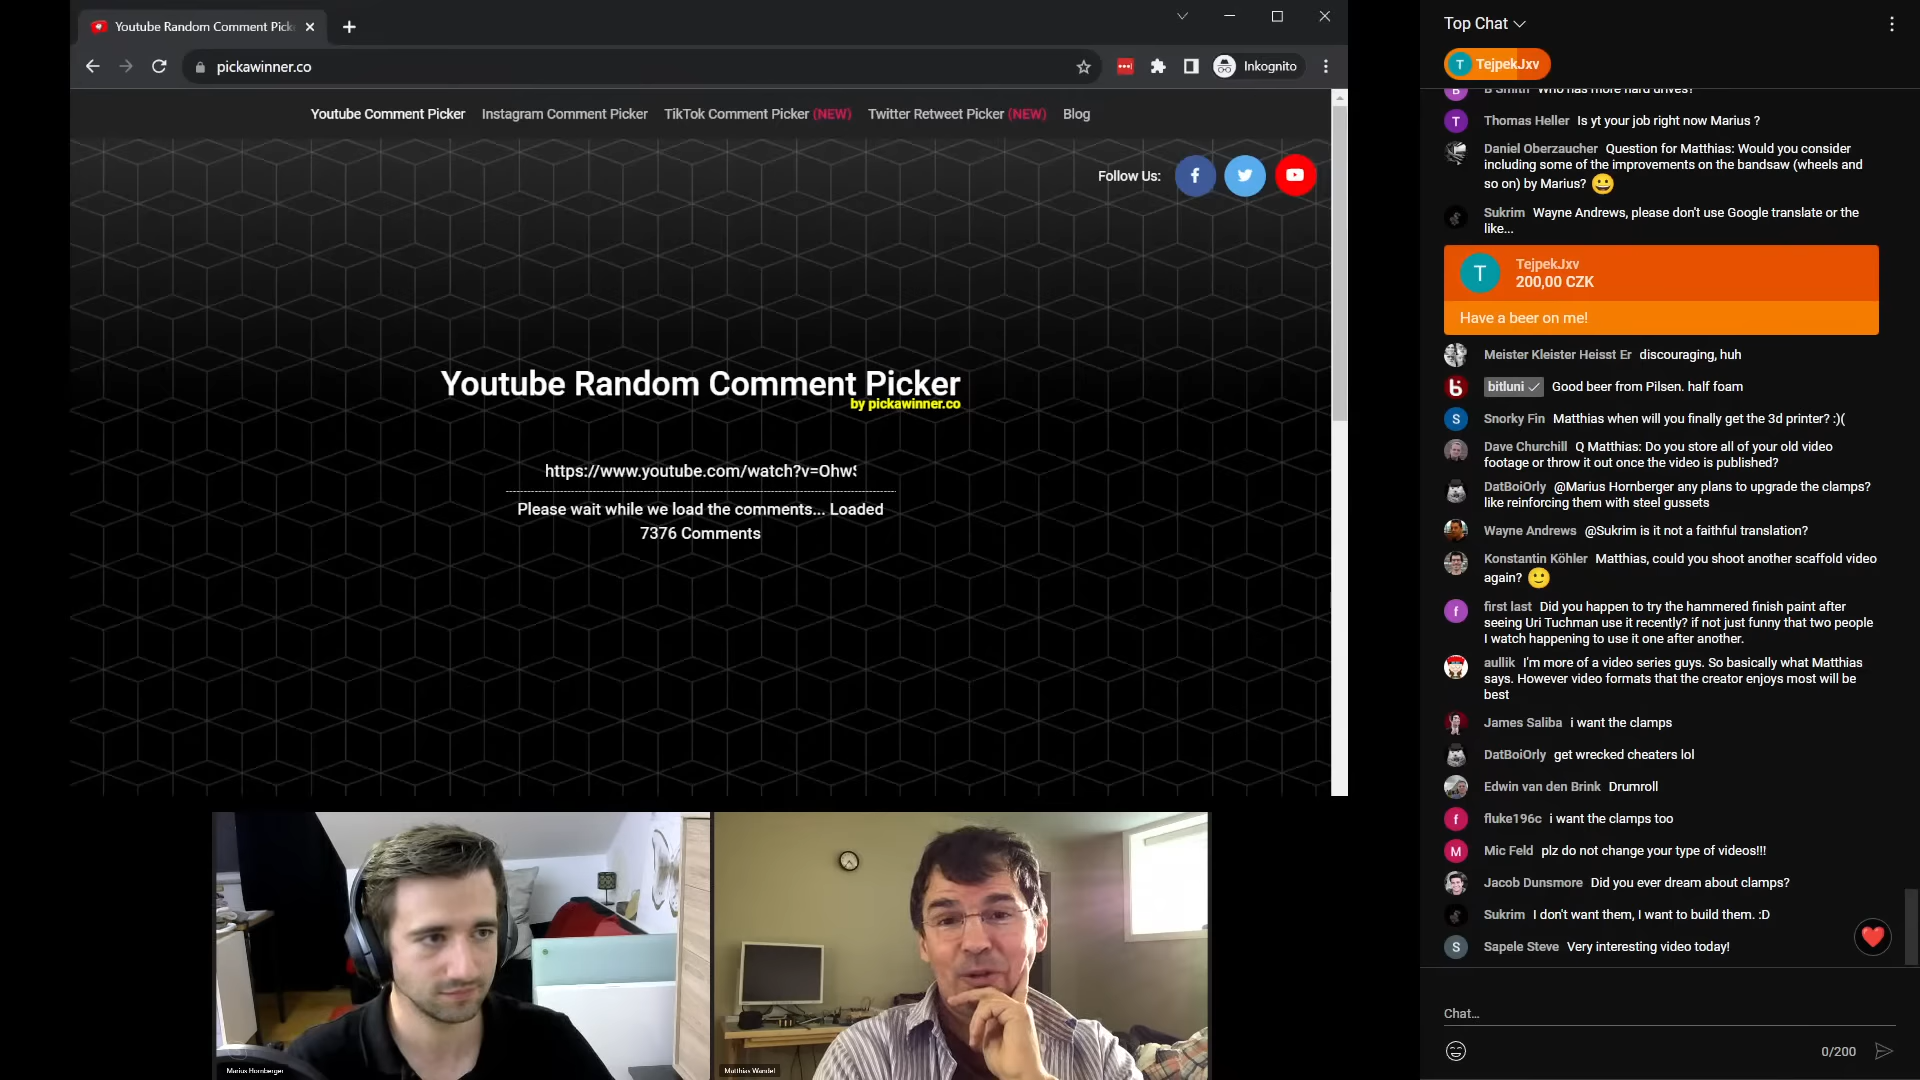 Youtube Random Comment Pick
pickawinner.co
Inkognito
Youtube Comment Picker
Instagram Comment Picker
TikTok Comment Picker (NEW)
Twitter Retweet Picker (NEW)
Blog
Follow Us:
Youtube Random Comment Picker
by pickawinner.co
https://www.youtube.com/watch?v=Ohw
Please wait while we load the comments... Loaded
7376 Comments
Marius Hornberger
Matthias Wandel
Top Chat
T TejpekJxv
B Smith Who has more hard drives?
T Thomas Heller Is yt your job right now Marius ?
Daniel Oberzaucher Question for Matthias: Would you consider
including some of the improvements on the bandsaw (wheels and
so on) by Marius? 😀
Sukrim Wayne Andrews, please don't use Google translate or the
like...
T TejpekJxv
200,00 CZK
Have a beer on me!
Meister Kleister Heisst Er discouraging, huh
bitluni Good beer from Pilsen. half foam
S Snorky Fin Matthias when will you finally get the 3d printer? :)(
Dave Churchill Q Matthias: Do you store all of your old video
footage or throw it out once the video is published?
DatBoiOrly @Marius Hornberger any plans to upgrade the clamps?
like reinforcing them with steel gussets
Wayne Andrews @Sukrim is it not a faithful translation?
Konstantin Köhler Matthias, could you shoot another scaffold video
again? 🙂
f first last Did you happen to try the hammered finish paint after
seeing Uri Tuchman use it recently? if not just funny that two people
I watch happening to use it one after another.
aullik I'm more of a video series guys. So basically what Matthias
says. However video formats that the creator enjoys most will be
best
James Saliba i want the clamps
DatBoiOrly get wrecked cheaters lol
Edwin van den Brink Drumroll
f fluke196c i want the clamps too
M Mic Feld plz do not change your type of videos!!!
Jacob Dunsmore Did you ever dream about clamps?
Sukrim I don't want them, I want to build them. :D
S Sapele Steve Very interesting video today!
Chat...
0/200